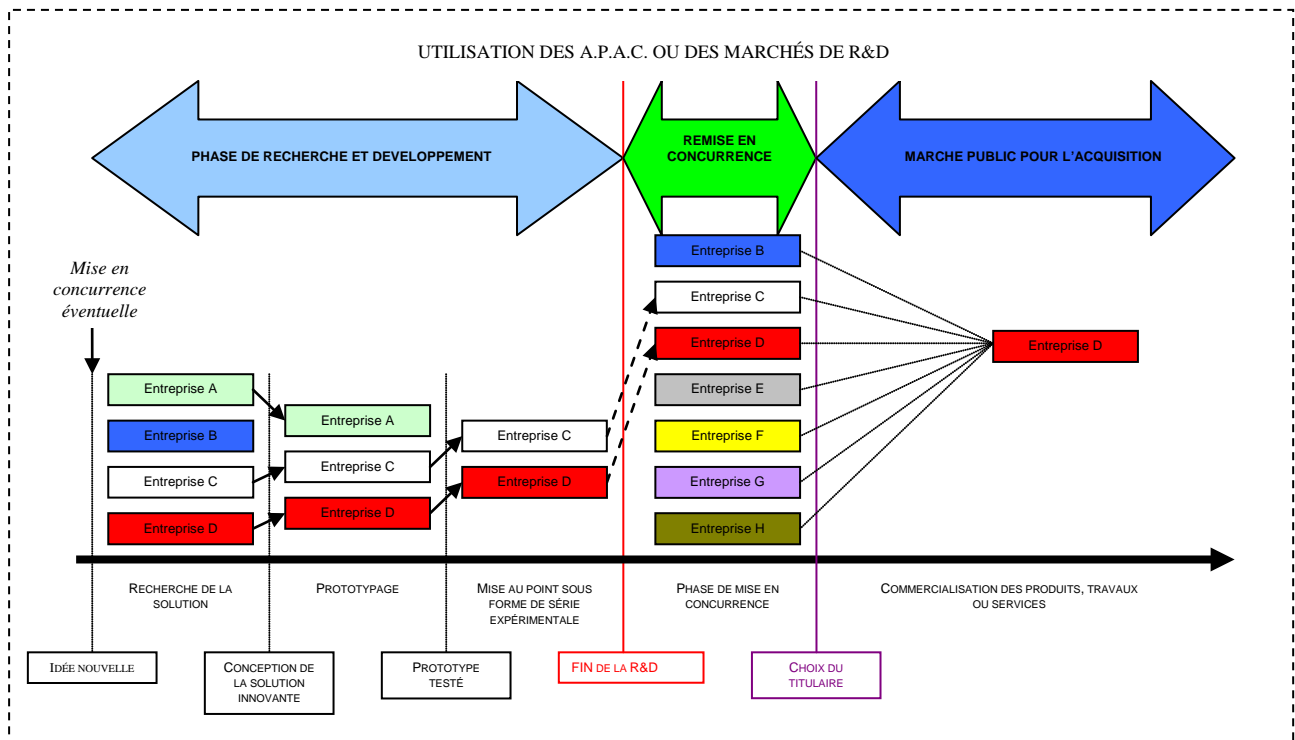 UTILISATION DES A.P.A.C. OU DES MARCHÉS DE R&D
PHASE DE RECHERCHE ET DEVELOPPEMENT
REMISE EN
CONCURRENCE
MARCHE PUBLIC POUR L'ACQUISITION
Mise en
concurrence
éventuelle
Entreprise A
Entreprise B
Entreprise C
Entreprise D
Entreprise A
Entreprise C
Entreprise D
Entreprise C
Entreprise D
Entreprise B
Entreprise C
Entreprise D
Entreprise E
Entreprise F
Entreprise G
Entreprise H
Entreprise D
RECHERCHE DE LA
SOLUTION
PROTOTYPAGE
MISE AU POINT SOUS
FORME DE SÉRIE
EXPÉRIMENTALE
PHASE DE MISE EN
CONCURRENCE
COMMERCIALISATION DES PRODUITS, TRAVAUX
OU SERVICES
IDÉE NOUVELLE
CONCEPTION DE
LA SOLUTION
INNOVANTE
PROTOTYPE
TESTÉ
FIN DE LA R&D
CHOIX DU
TITULAIRE